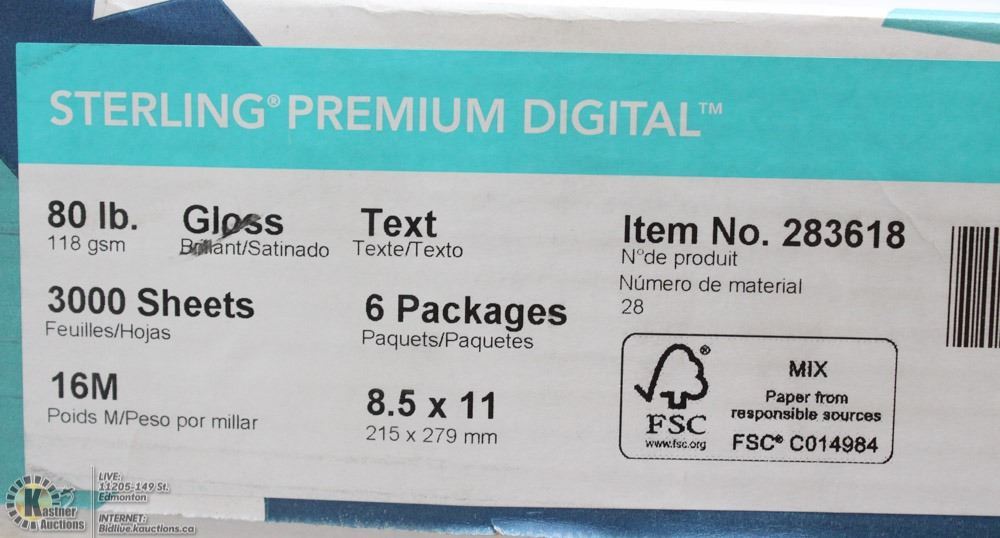 STERLING® PREMIUM DIGITAL™
80 lb. Gloss Text
118 gsm Brillant/Satinado Texte/Texto
Item No. 283618
N°de produit
Número de material
28
3000 Sheets 6 Packages
Feuilles/Hojas Paquets/Paquetes
16M 8.5 x 11
Poids M/Peso por millar 215 x 279 mm
FSC®
www.fsc.org
MIX
Paper from
responsible sources
FSC® C014984
Kastner
Auctions
LIVE:
11205-149 St.
Edmonton
INTERNET:
Bidlive.kauctions.ca